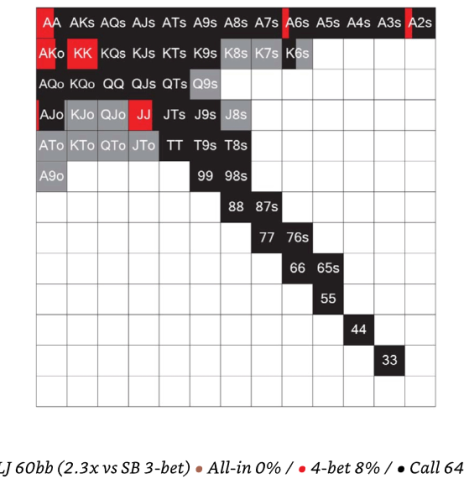 AA AKs AQs AJs ATs A9s A8s A7s A6s A5s A4s A3s A2s
AKo KK KQs KJs KTs K9s K8s K7s K6s
AQo KQo QQ QJs QTs Q9s
AJo KJo QJo JJ JTs J9s J8s
ATo KTo QTo JTo TT T9s T8s
A9o 99 98s
88 87s
77 76s
66 65s
55
44
33
LJ 60bb (2.3x vs SB 3-bet) • All-in 0% / • 4-bet 8% / • Call 64